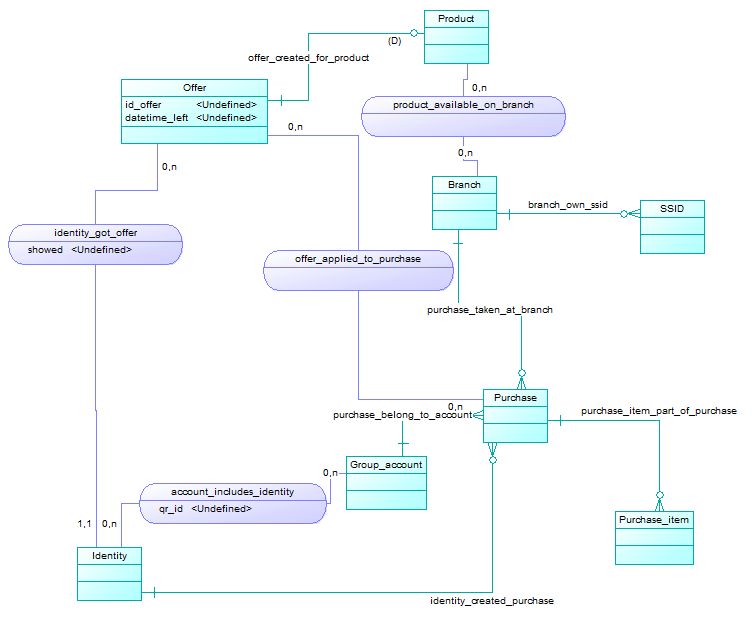 Product
(D)
offer_created_for_product
Offer
id_offer <Undefined>
datetime_left <Undefined>
0,n
product_available_on_branch
0,n
0,n
0,n
Branch
branch_own_ssid
SSID
identity_got_offer
showed <Undefined>
offer_applied_to_purchase
purchase_taken_at_branch
Purchase
0,n
purchase_belong_to_account
purchase_item_part_of_purchase
Group_account
0,n
account_includes_identity
qr_id <Undefined>
1,1
0,n
Purchase_item
Identity
identity_created_purchase